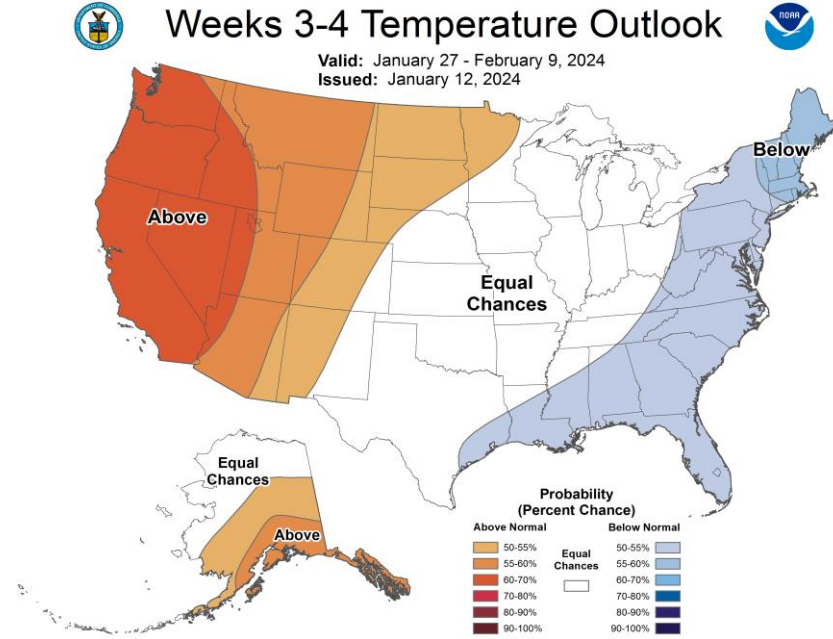 Weeks 3-4 Temperature Outlook
NOAA
Valid: January 27 - February 9, 2024
Issued: January 12, 2024
Above
Below
Equal
Chances
Equal
Chances
Above
Probability
(Percent Chance)
Above Normal
Below Normal
Equal
Chances
50-55%
55-60%
60-70%
70-80%
80-90%
90-100%
50-55%
55-60%
60-70%
70-80%
80-90%
90-100%